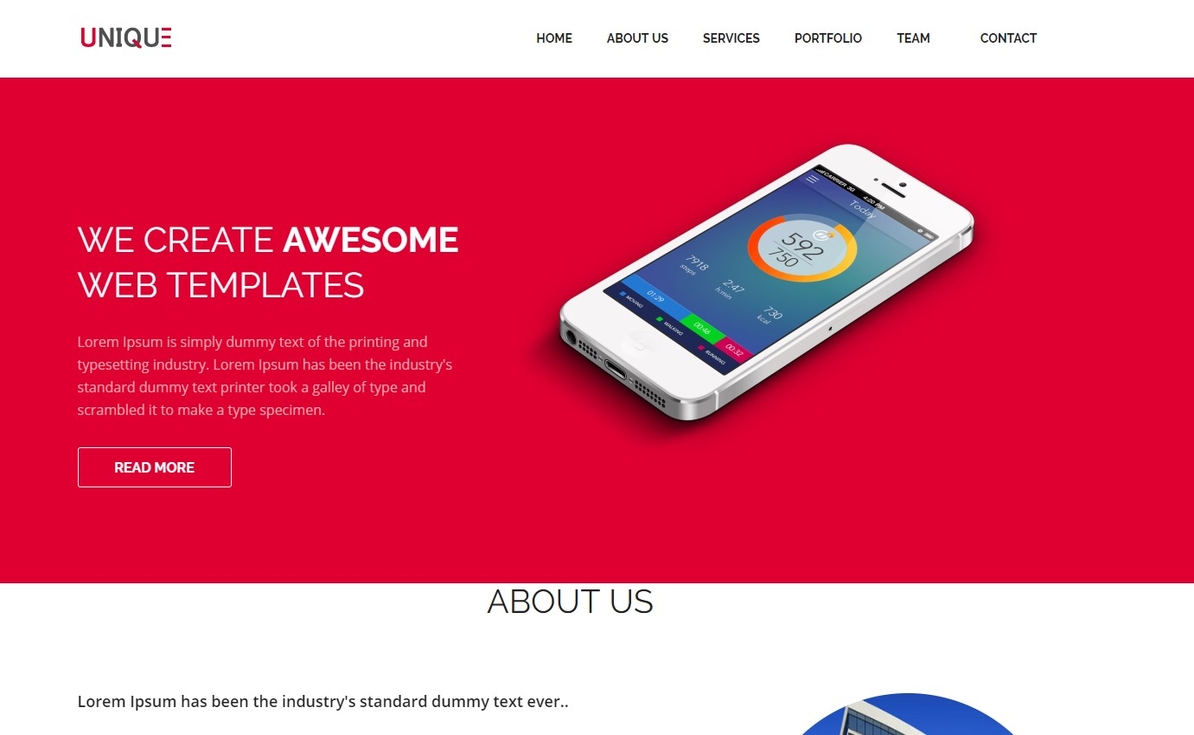 UNIQUE
HOME ABOUT US SERVICES PORTFOLIO TEAM CONTACT
WE CREATE AWESOME
WEB TEMPLATES
Lorem Ipsum is simply dummy text of the printing and
typesetting industry. Lorem Ipsum has been the industry's
standard dummy text printer took a galley of type and
scrambled it to make a type specimen.
READ MORE
CARRIER 3G 4:20 PM
Today
592
750
7918
steps
2:47
h:min
730
kcal
01:29
00:46
00:32
MOVING
WALKING
RUNNING
ABOUT US
Lorem Ipsum has been the industry's standard dummy text ever..